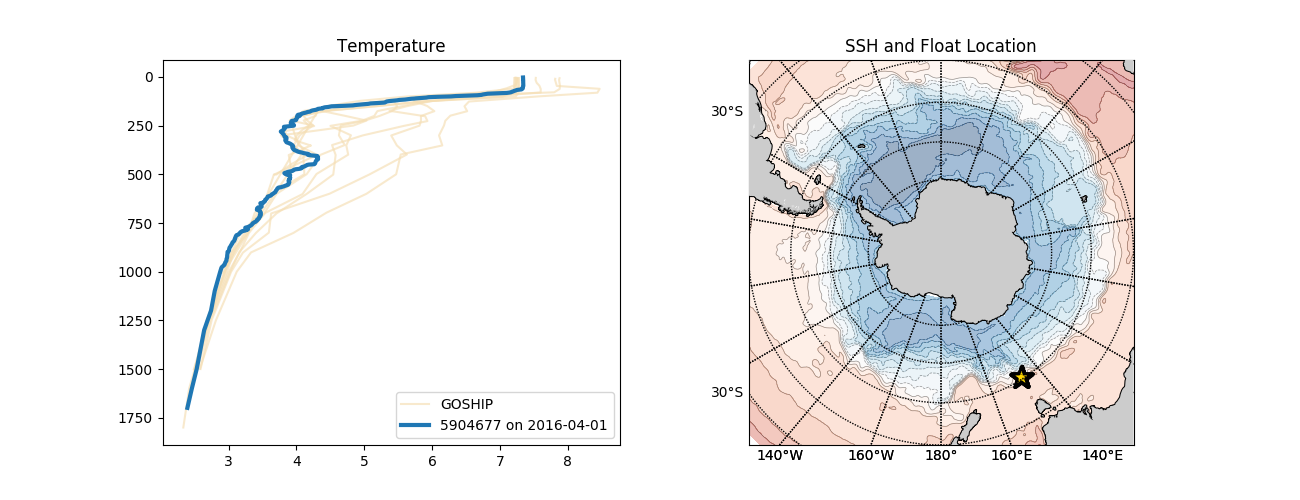 Temperature
0
250
500
750
1000
1250
1500
1750
3
4
5
6
7
8
GOSHIP
5904677 on 2016-04-01
SSH and Float Location
30°S
30°S
140°W
160°W
180°
160°E
140°E